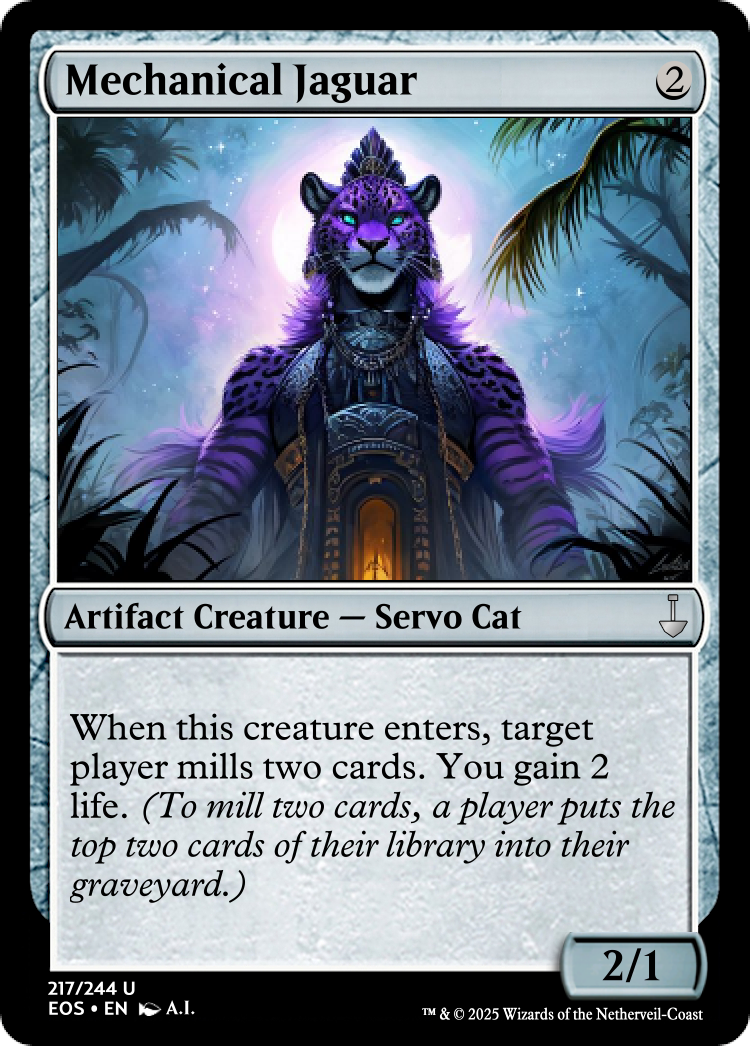 Mechanical Jaguar
2
Artifact Creature — Servo Cat
When this creature enters, target
player mills two cards. You gain 2
life. (To mill two cards, a player puts the
top two cards of their library into their
graveyard.)
2/1
217/244 U
EOS • EN A.I.
™ & © 2025 Wizards of the Netherveil-Coast